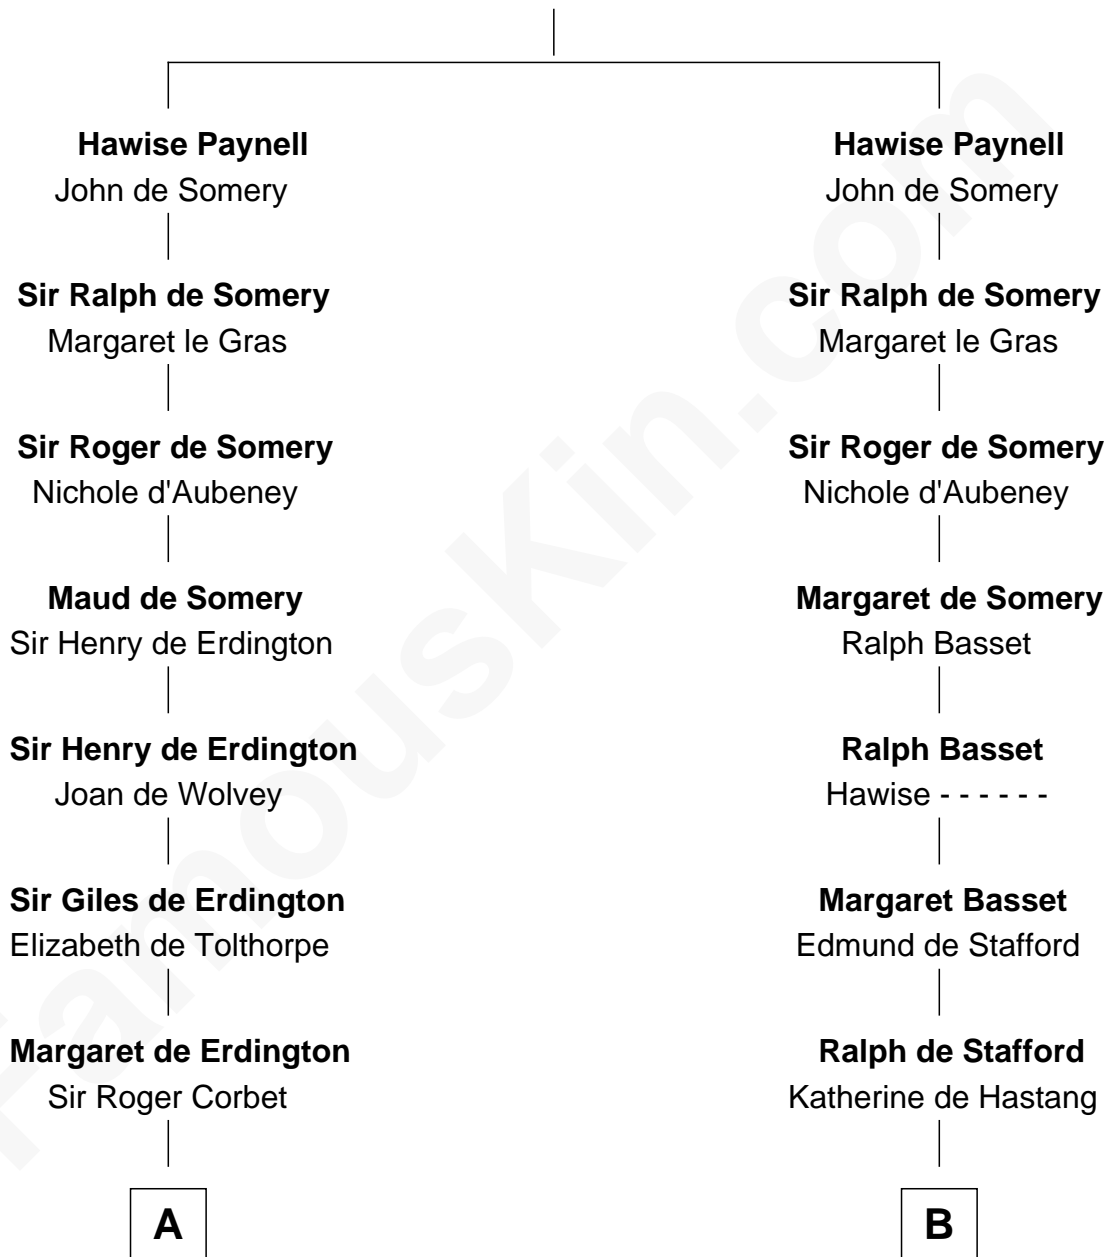 Hawise Paynell
John de Somery
Sir Ralph de Somery
Margaret le Gras
Sir Roger de Somery
Nichole d'Aubeney
Maud de Somery
Sir Henry de Erdington
Sir Henry de Erdington
Joan de Wolvey
Sir Giles de Erdington
Elizabeth de Tolthorpe
Margaret de Erdington
Sir Roger Corbet
A
Hawise Paynell
John de Somery
Sir Ralph de Somery
Margaret le Gras
Sir Roger de Somery
Nichole d'Aubeney
Margaret de Somery
Ralph Basset
Ralph Basset
Hawise - - - - - -
Margaret Basset
Edmund de Stafford
Ralph de Stafford
Katherine de Hastang
B
FamousKin.com